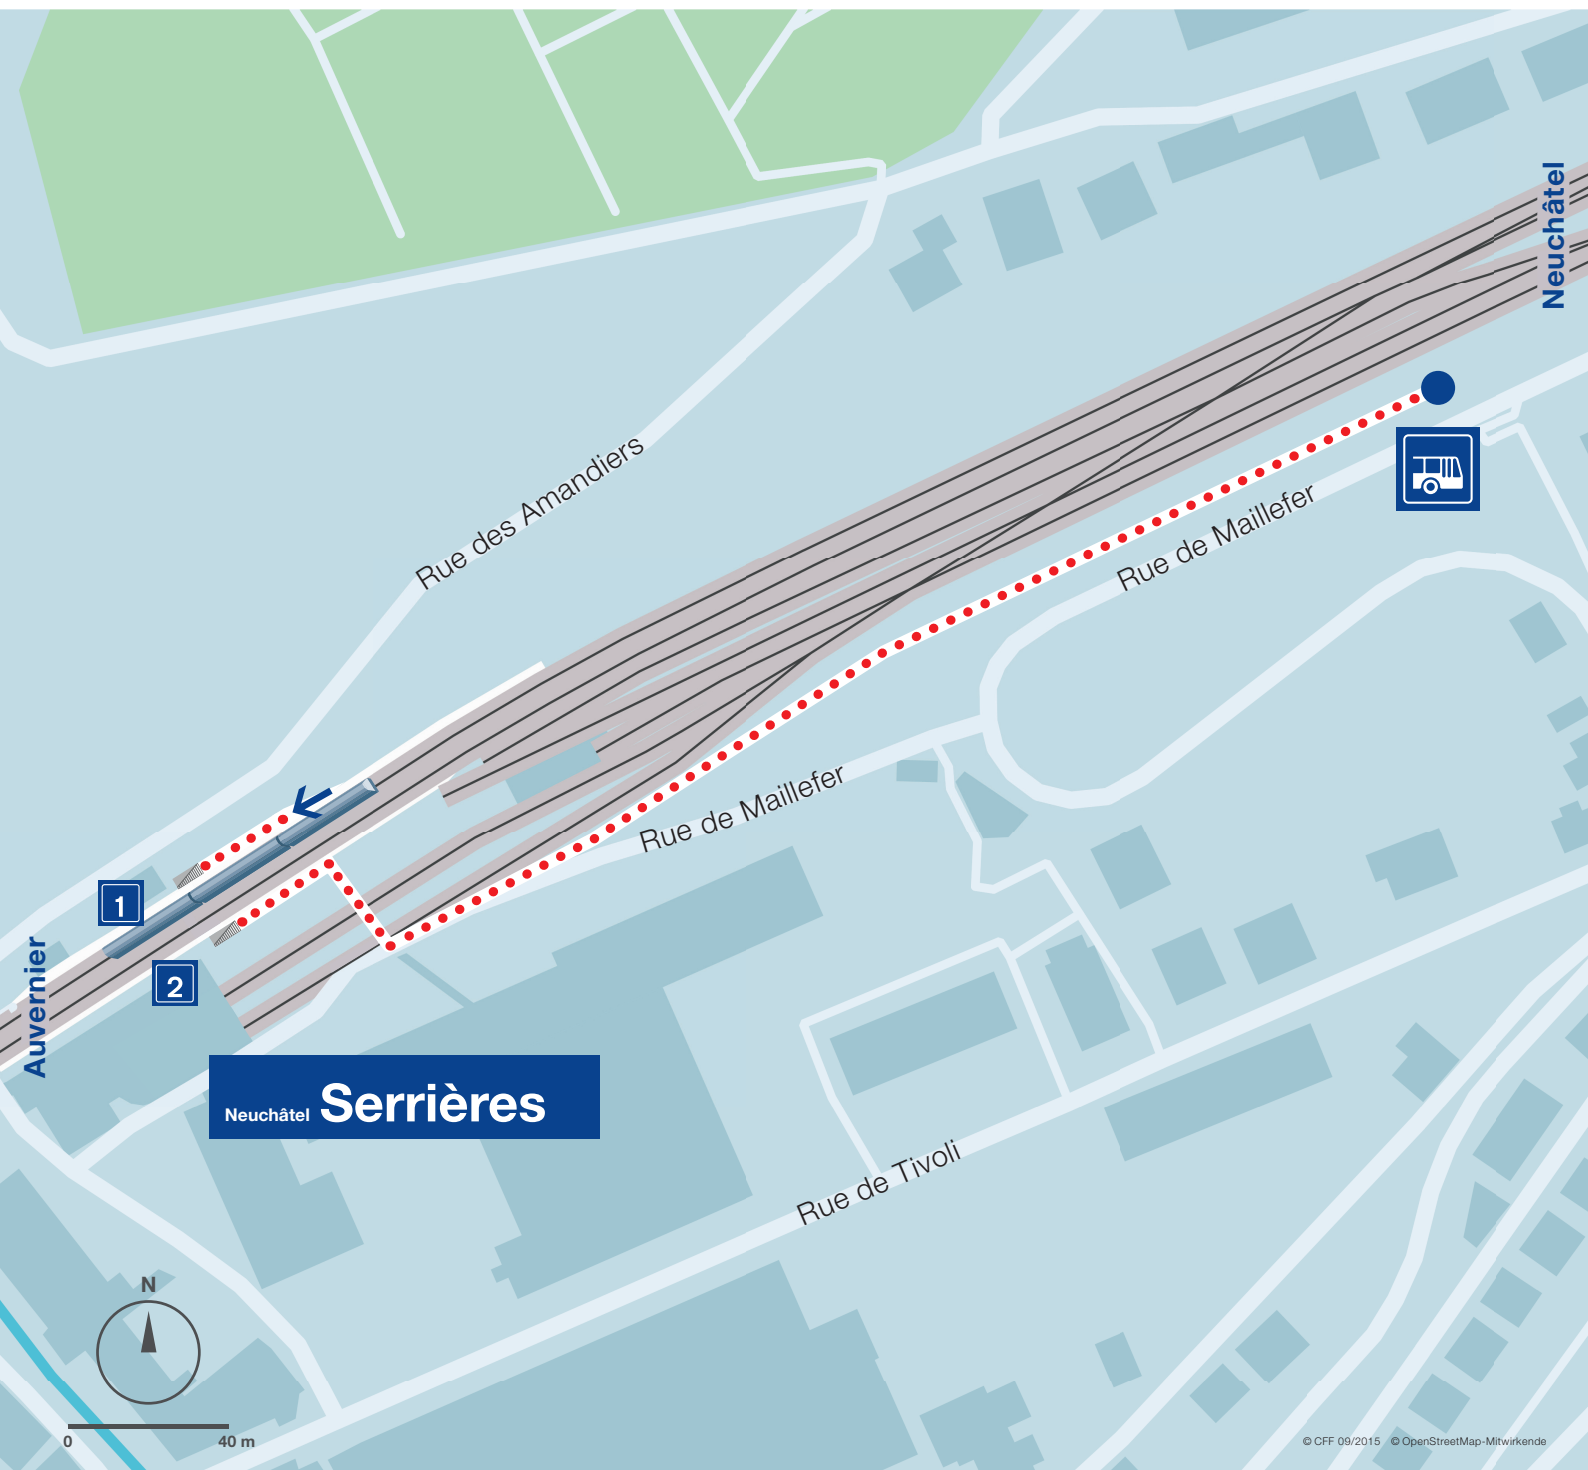 Neuchâtel
Rue des Amandiers
Rue de Maillefer
Rue de Maillefer
1
2
Auvernier
Neuchâtel Serrières
Rue de Tivoli
N
0 40 m
© CFF 09/2015 © OpenStreetMap-Mitwirkende